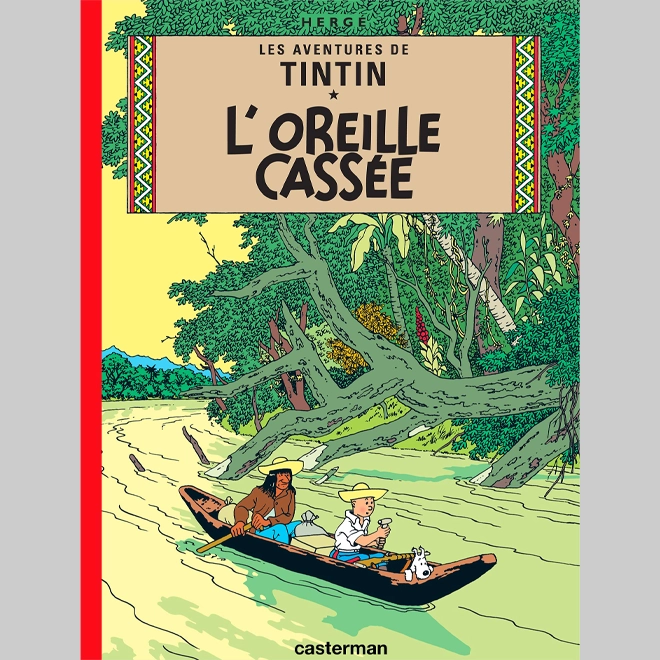 HERGÉ
LES AVENTURES DE
TINTIN
L'OREILLE
CASSÉE
casterman